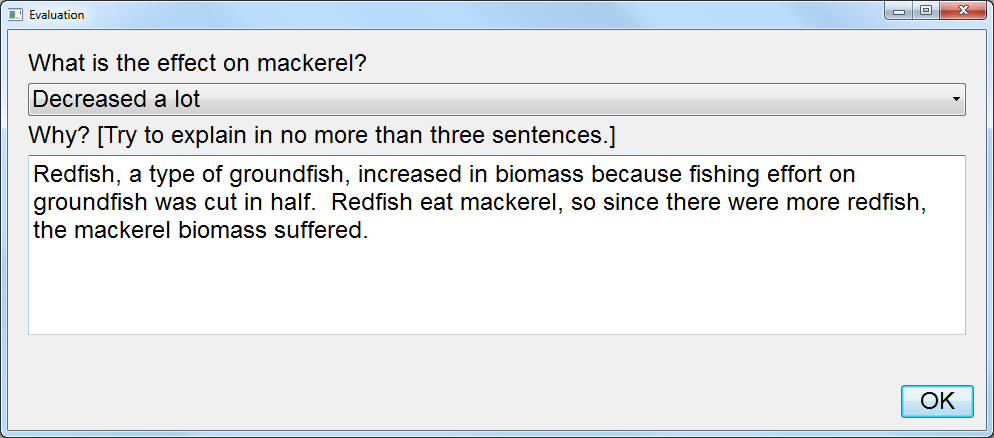 Evaluation
What is the effect on mackerel?
Decreased a lot
Why? [Try to explain in no more than three sentences.]
Redfish, a type of groundfish, increased in biomass because fishing effort on
groundfish was cut in half.  Redfish eat mackerel, so since there were more redfish,
the mackerel biomass suffered.
OK